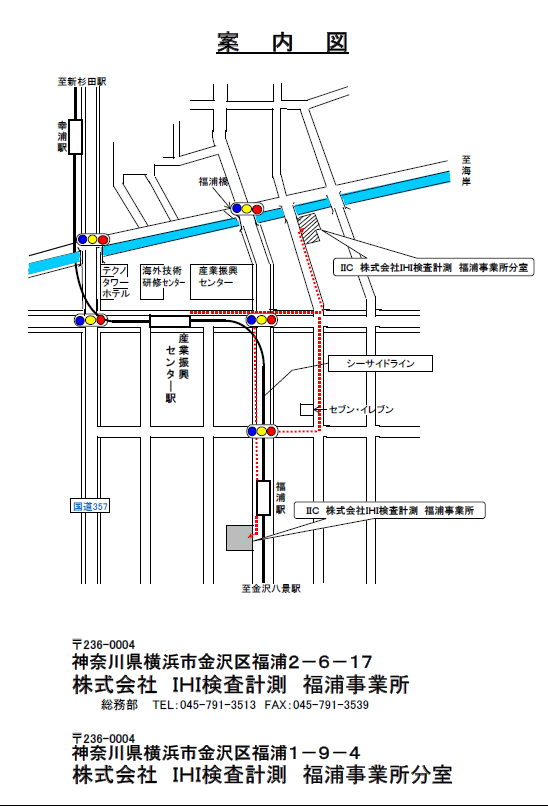 案　内　図
至新杉田駅
幸浦駅
福浦橋
至海岸
IIC　株式会社IHI検査計測　福浦事業所分室
テクノ
タワー
ホテル
海外技術
研修センター
産業振興
センター
産業振興
センター駅
シーサイドライン
セブン・イレブン
国道357
福浦駅
IIC　株式会社IHI検査計測　福浦事業所
至金沢八景駅
〒236-0004
神奈川県横浜市金沢区福浦２－６－１７
株式会社　IHI検査計測　福浦事業所
総務部　TEL:045-791-3513　FAX:045-791-3539
〒236-0004
神奈川県横浜市金沢区福浦１－９－４
株式会社　IHI検査計測　福浦事業所分室